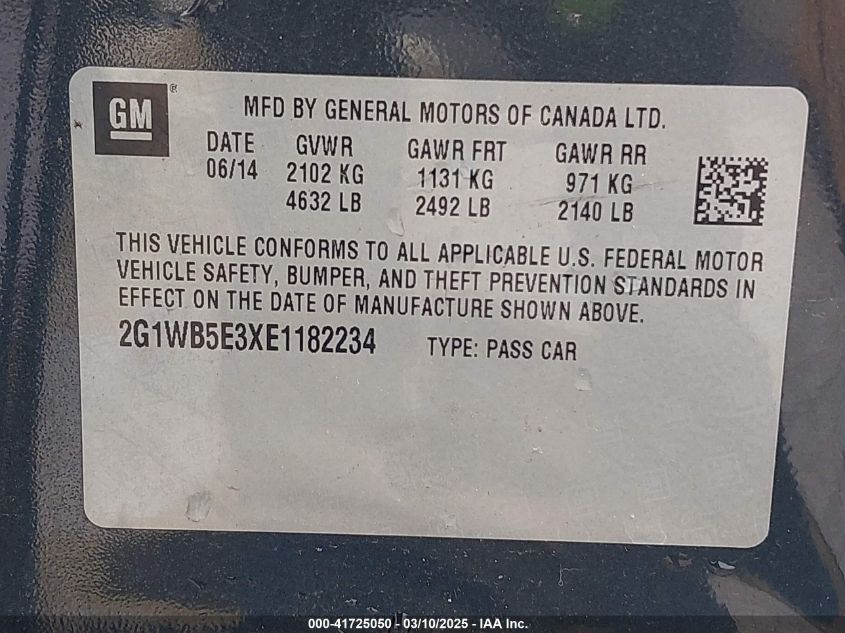 GM ®
MFD BY GENERAL MOTORS OF CANADA LTD.
DATE GVWR GAWR FRT GAWR RR
06/14 2102 KG 1131 KG 971 KG
4632 LB 2492 LB 2140 LB
THIS VEHICLE CONFORMS TO ALL APPLICABLE U.S. FEDERAL MOTOR
VEHICLE SAFETY, BUMPER, AND THEFT PREVENTION STANDARDS IN
EFFECT ON THE DATE OF MANUFACTURE SHOWN ABOVE.
2G1WB5E3XE1182234 TYPE: PASS CAR
000-41725050 - 03/10/2025 - IAA Inc.